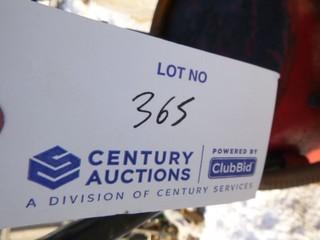 LOT NO
365
CENTURY AUCTIONS
POWERED BY
ClubBid
A DIVISION OF CENTURY SERVICES